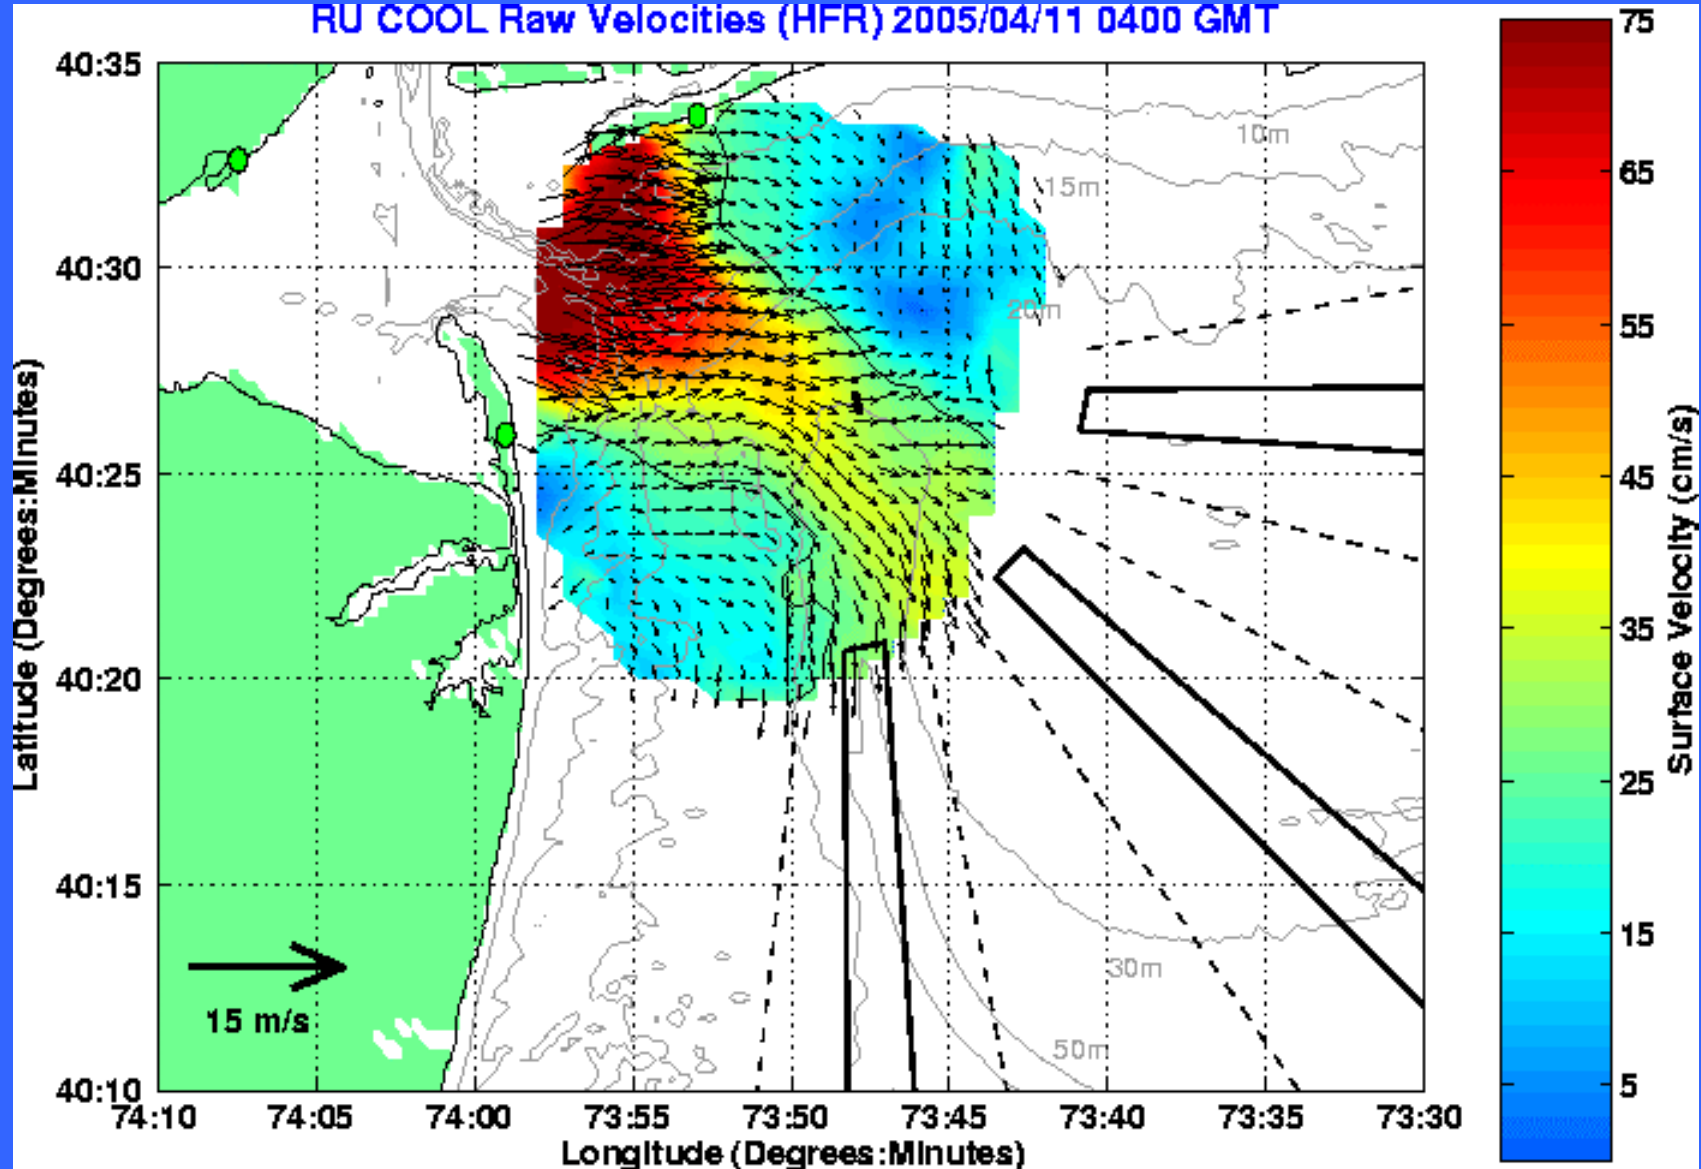 RU COOL Raw Velocities (HFR) 2005/04/11 0400 GMT
75
40:35
10m
65
15m
40:30
20m
55
Latitude (Degrees:Minutes)
Surface Velocity (cm/s)
40:25
45
35
40:20
25
40:15
15
30m
15 m/s
50m
5
40:10
74:10 74:05 74:00 73:55 73:50 73:45 73:40 73:35 73:30
Longitude (Degrees:Minutes)